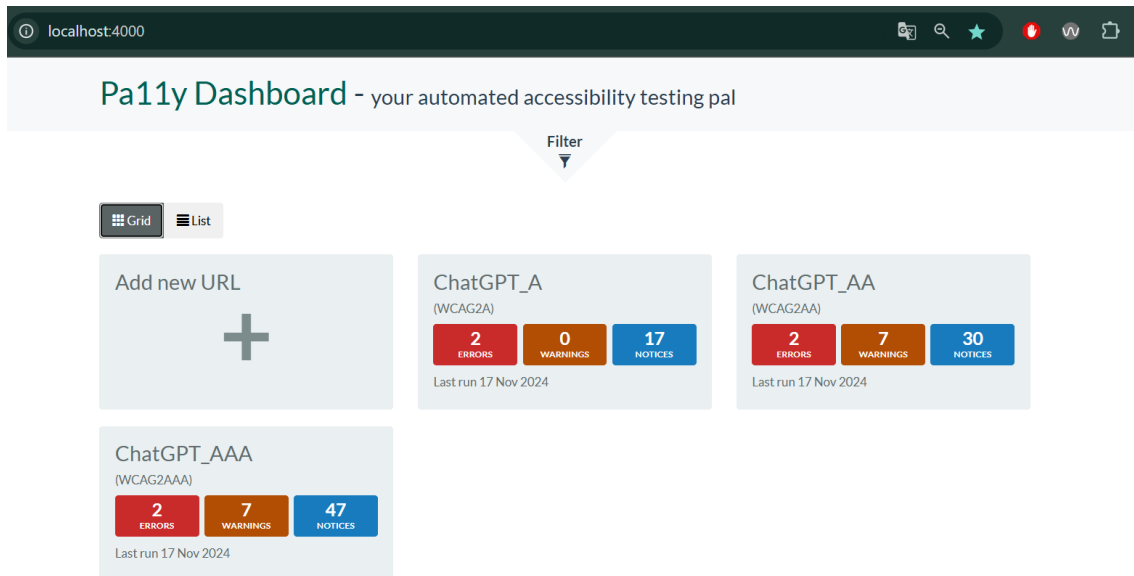 localhost:4000
Pa11y Dashboard - your automated accessibility testing pal
Filter
Grid List
Add new URL
ChatGPT_A
(WCAG2A)
2 0 17
ERRORS WARNINGS NOTICES
Last run 17 Nov 2024
ChatGPT_AA
(WCAG2AA)
2 7 30
ERRORS WARNINGS NOTICES
Last run 17 Nov 2024
ChatGPT_AAA
(WCAG2AAA)
2 7 47
ERRORS WARNINGS NOTICES
Last run 17 Nov 2024